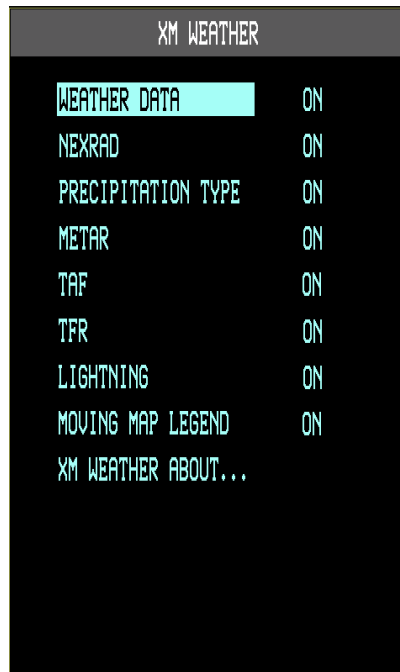 XM WEATHER
WEATHER DATA ON
NEXRAD ON
PRECIPITATION TYPE ON
METAR ON
TAF ON
TFR ON
LIGHTNING ON
MOVING MAP LEGEND ON
XM WEATHER ABOUT...